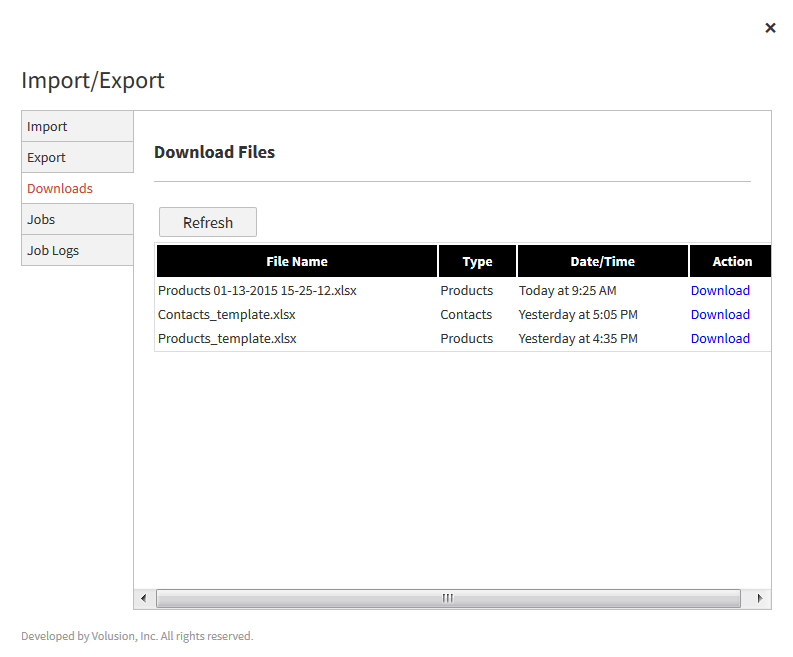 ×
Import/Export
Import
Export
Downloads
Jobs
Job Logs
Download Files
Refresh
File Name Type Date/Time Action
Products 01-13-2015 15-25-12.xlsx Products Today at 9:25 AM Download
Contacts_template.xlsx Contacts Yesterday at 5:05 PM Download
Products_template.xlsx Products Yesterday at 4:35 PM Download
Developed by Volusion, Inc. All rights reserved.